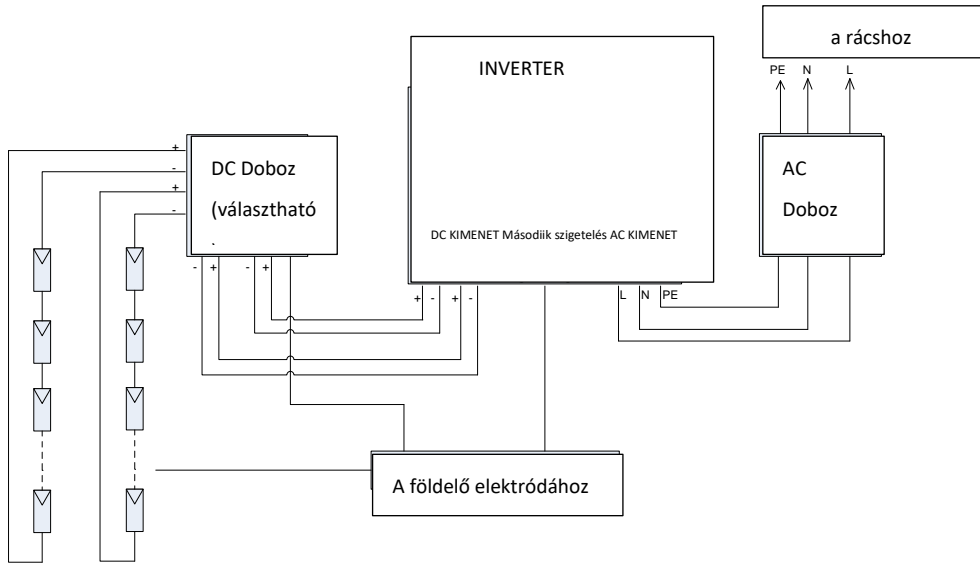 a rácshoz
INVERTER
PE N L
+
-
+
-
DC Doboz
(választható
.
AC
Doboz
DC KIMENET Másodiik szigetelés AC KIMENET
- + - +
+ - + -
L N PE
A földelő elektródához